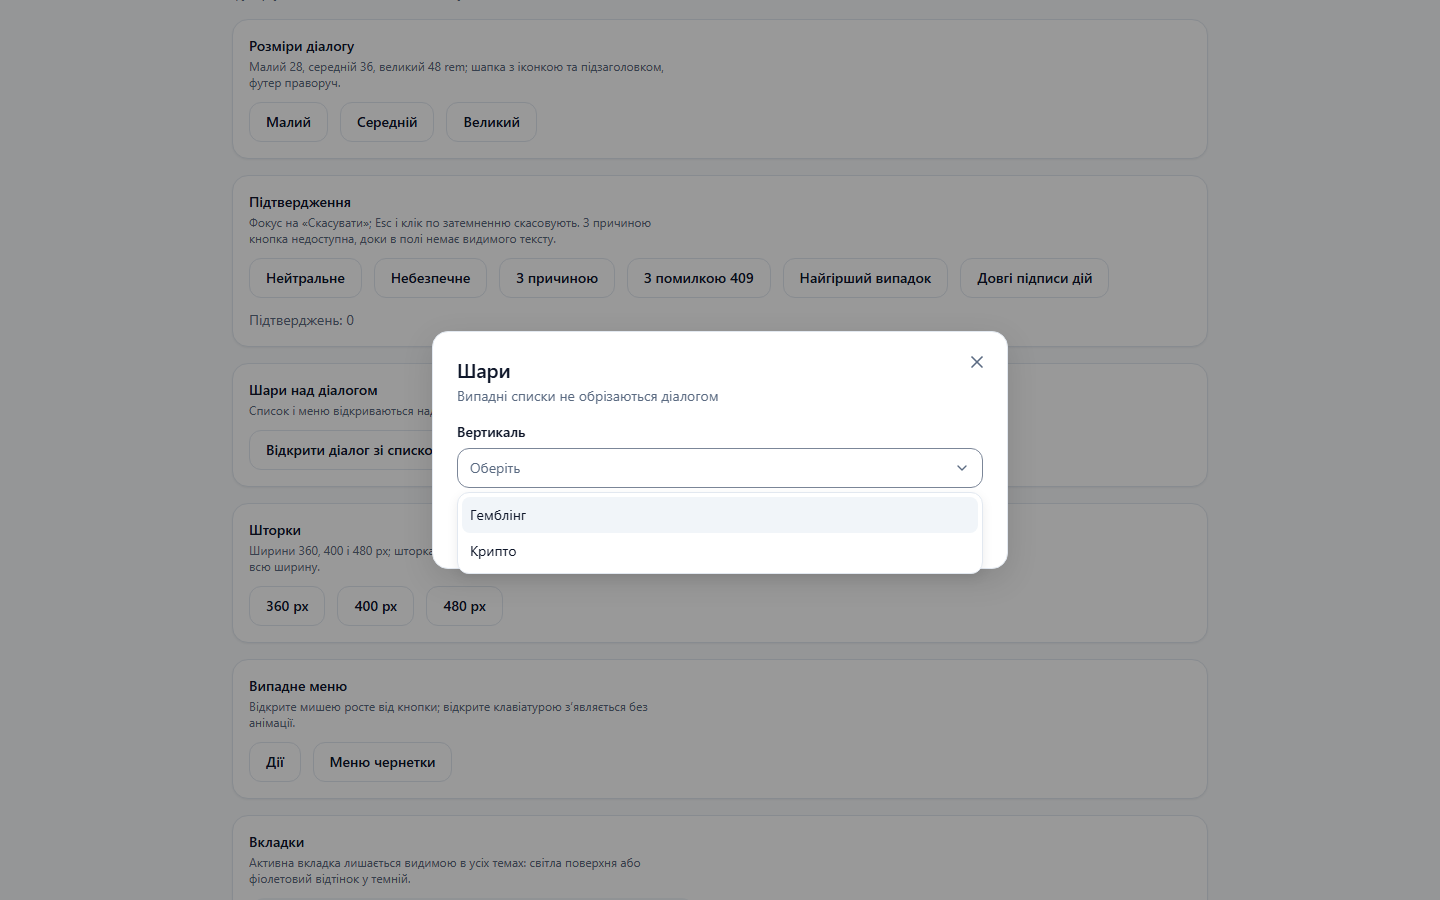 Розміри діалогу
Малий 28, середній 36, великий 48 rem; шапка з іконкою та підзаголовком,
футер праворуч.
Малий
Середній
Великий
Підтвердження
Фокус на «Скасувати»; Esc і клік по затемненню скасовують. З причиною
кнопка недоступна, доки в полі немає видимого тексту.
Нейтральне
Небезпечне
З причиною
З помилкою 409
Найгірший випадок
Довгі підписи дій
Підтверджень: 0
Шари над діалогом
Список і меню відкриваються
Відкрити діалог зі
Шари
Випадні списки не обрізаються діалогом
Вертикаль
Оберіть
Гемблінг
Крипто
Шторки
Ширини 360, 400 і 480 px;
всю ширину.
360 px
400 px
480 px
Випадне меню
Відкрите мишею росте від кнопки; відкрите клавіатурою з'являється без
анімації.
Дії
Меню чернетки
Вкладки
Активна вкладка лишається видимою в усіх темах: світла поверхня або
фіолетовий відтінок у темній.